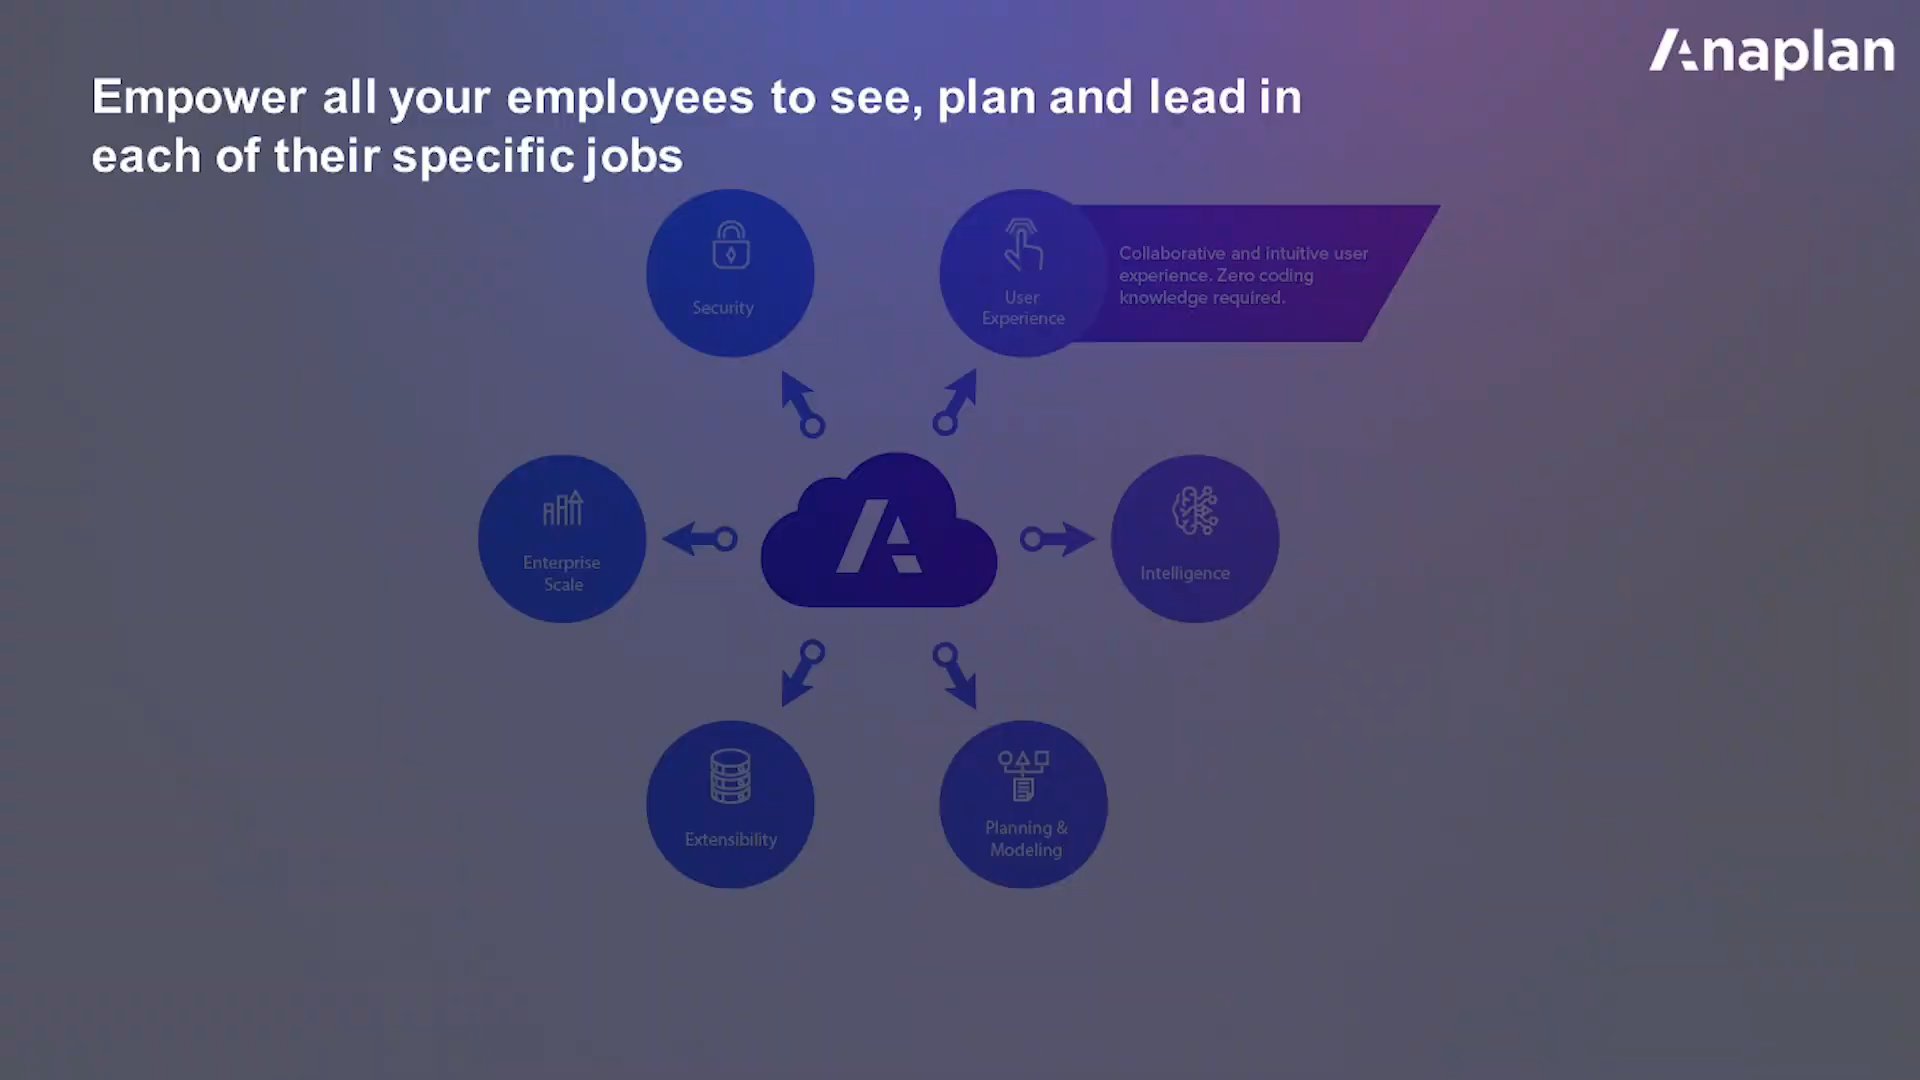 Anaplan
Empower all your employees to see, plan and lead in
each of their specific jobs
Security
User
Experience
Collaborative and intuitive user
experience. Zero coding
knowledge required.
Enterprise
Scale
A
Intelligence
Extensibility
Planning &
Modeling